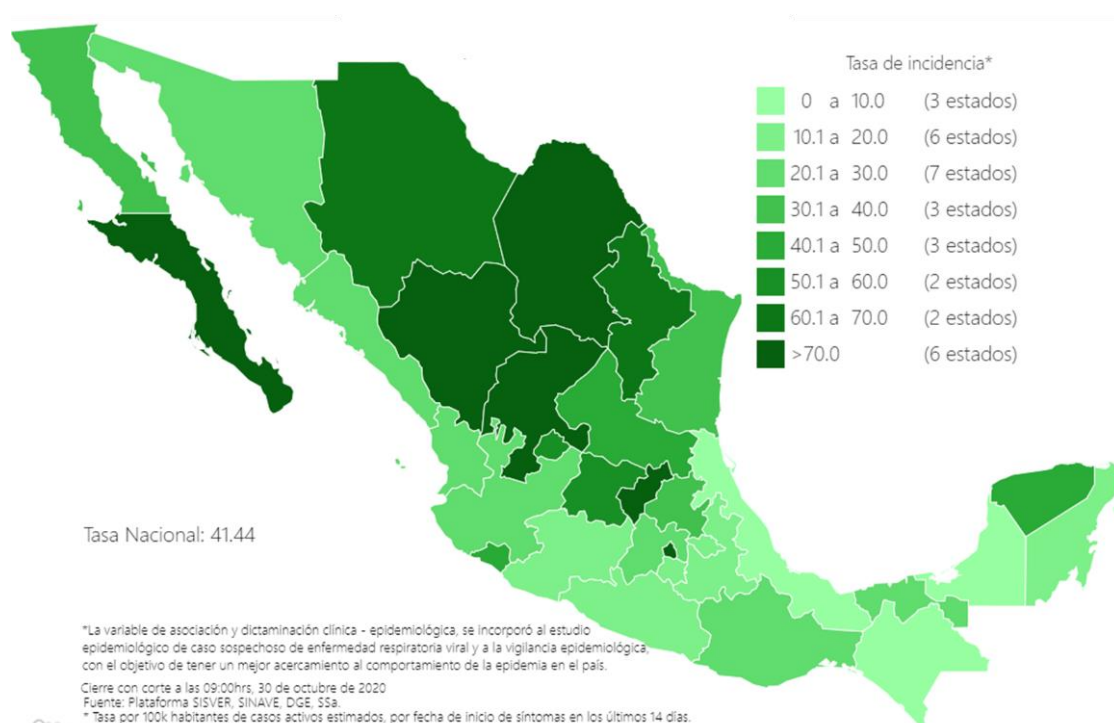 Tasa de incidencia*
0 a 10.0 (3 estados)
10.1 a 20.0 (6 estados)
20.1 a 30.0 (7 estados)
30.1 a 40.0 (3 estados)
40.1 a 50.0 (3 estados)
50.1 a 60.0 (2 estados)
60.1 a 70.0 (2 estados)
>70.0 (6 estados)
Tasa Nacional: 41.44
*La variable de asociación y dictaminación clínica - epidemiológica, se incorporó al estudio
epidemiológico de caso sospechoso de enfermedad respiratoria viral y a la vigilancia epidemiológica,
con el objetivo de tener un mejor acercamiento al comportamiento de la epidemia en el país.
Cierre con corte a las 09:00hrs, 30 de octubre de 2020
Fuente: Plataforma SISVER, SINAVE, DGE, SSa.
* Tasa por 100k habitantes de casos activos estimados, por fecha de inicio de síntomas en los últimos 14 días.